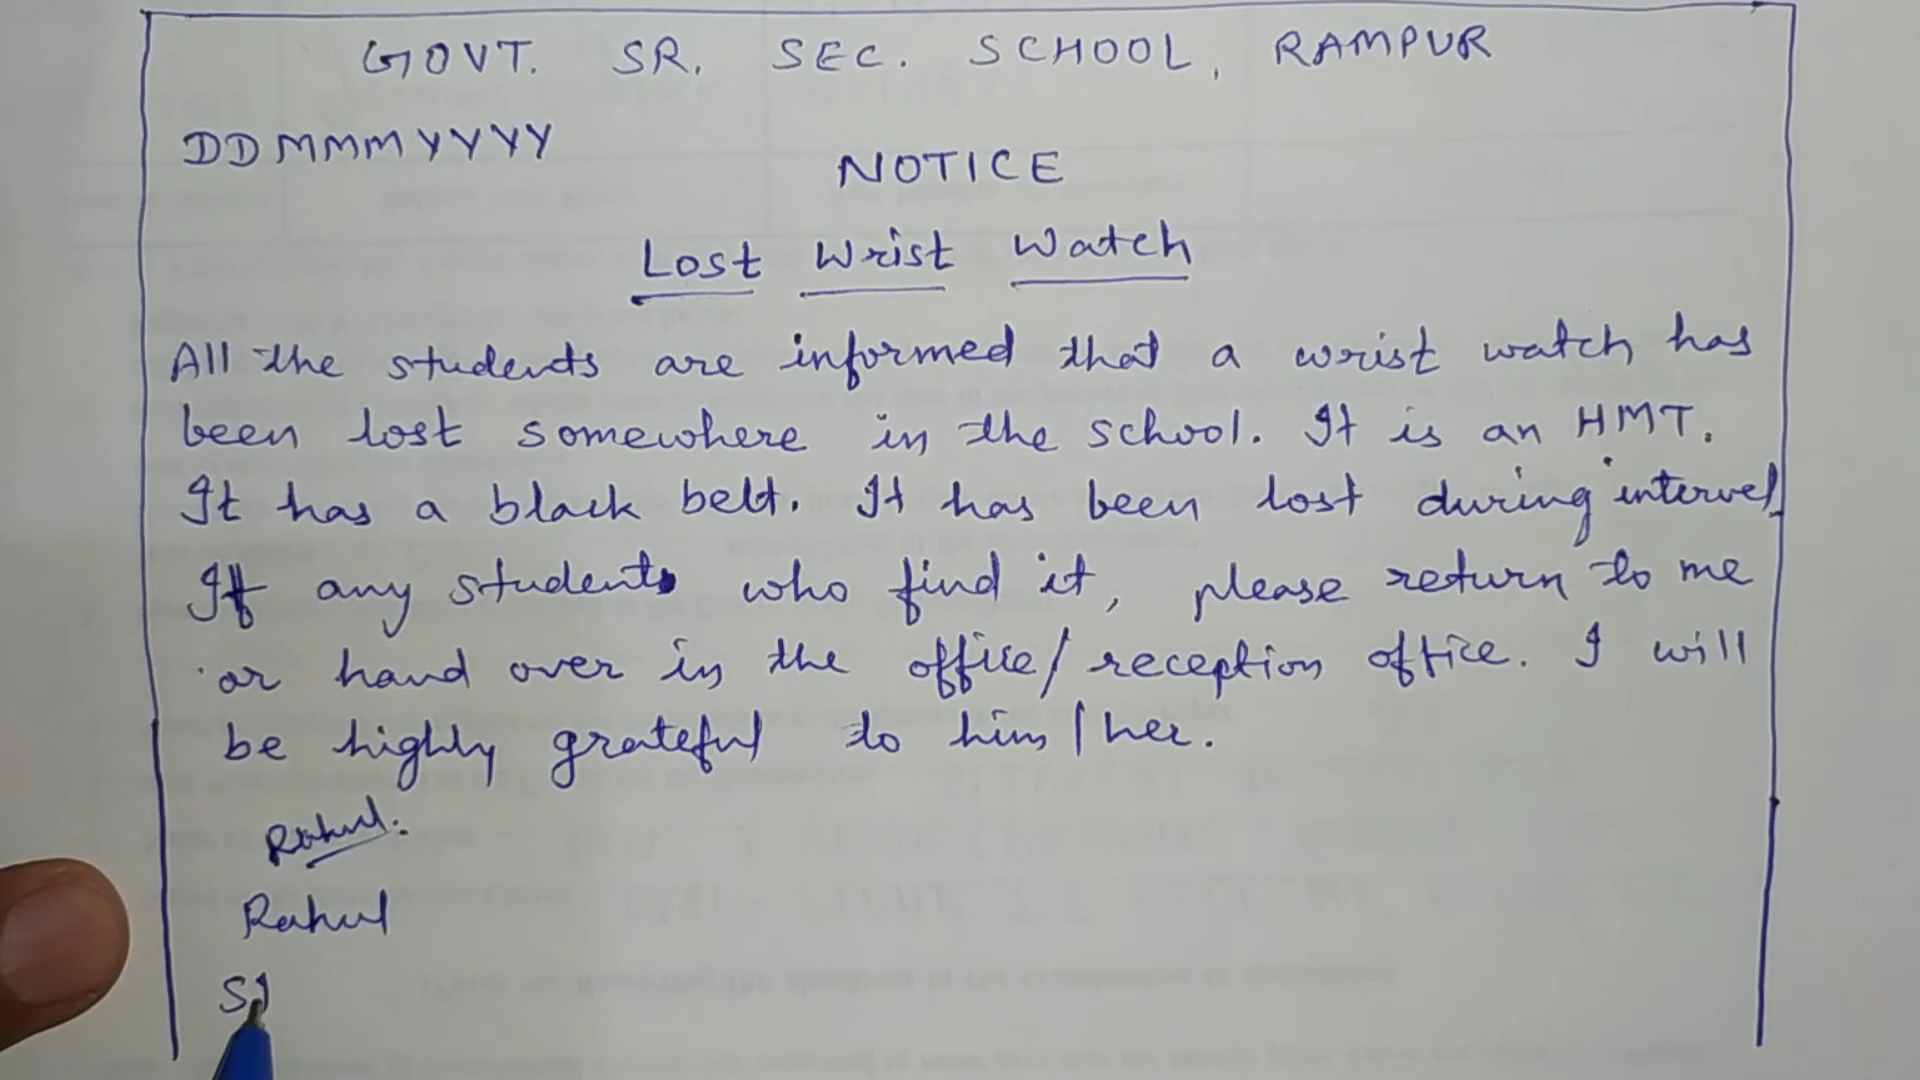 GOVT. SR. SEC. SCHOOL, RAMPUR
DDMMMYYYY
NOTICE
Lost Wrist Watch
All the students are informed that a wrist watch has
been lost somewhere in the school. It is an HMT.
It has a black belt. It has been lost during intervel.
If any student who find it, please return to me
or hand over in the office/reception office. I will
be highly grateful to him/her.
Rahul.
Rahul